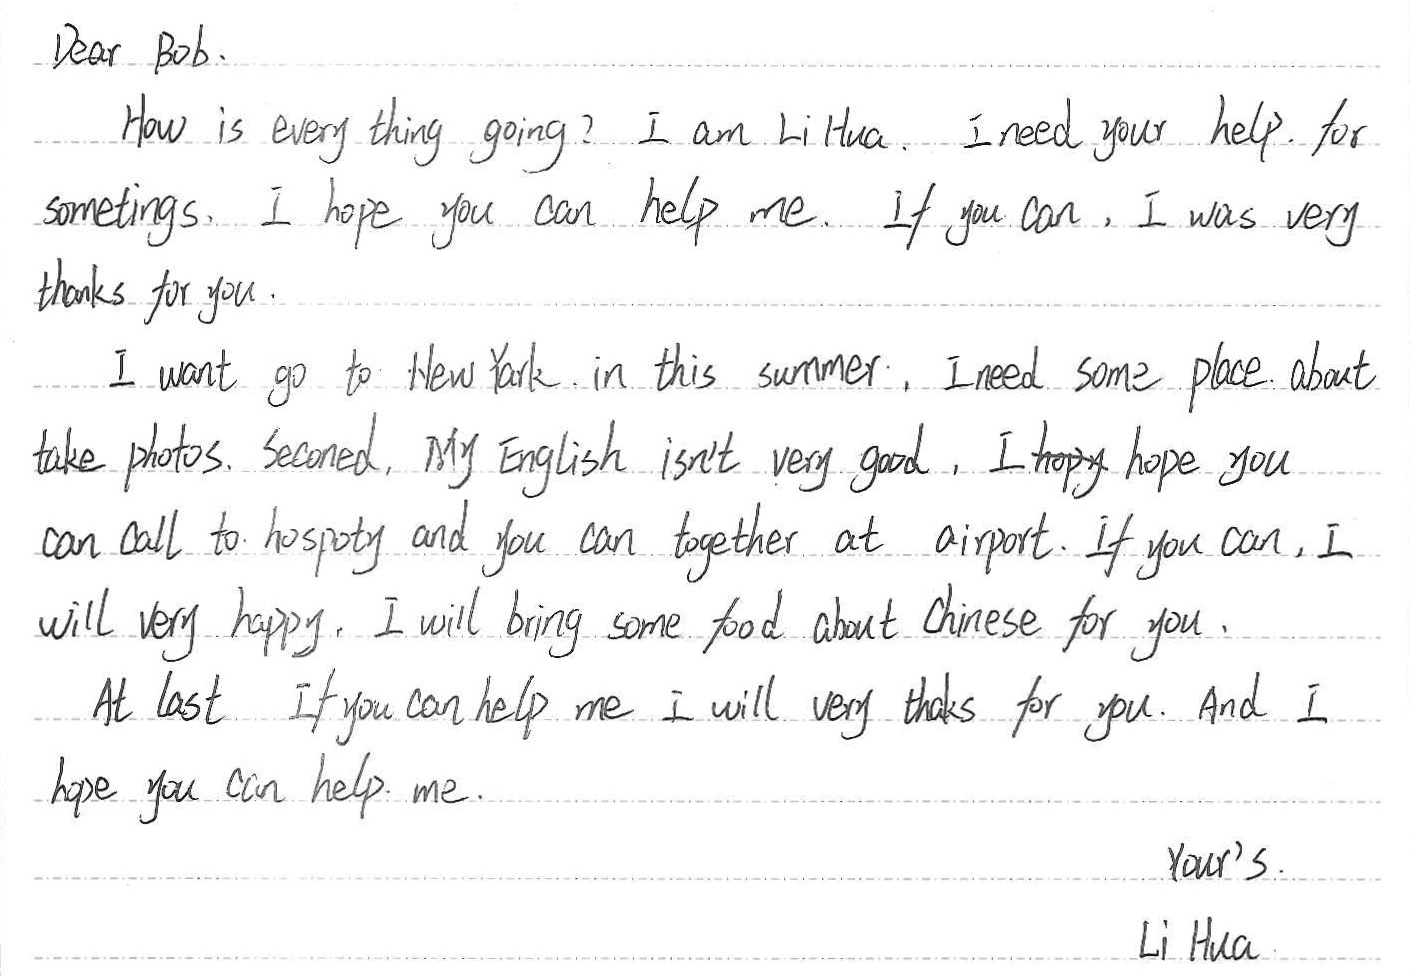 Dear Bob.
How is every thing going? I am Li Hua. I need your help. for
sometings. I hope you can help me. If you can, I was very
thanks for you.
I want go to New Yark. in this summer., I need some place. about
take photos. Seconed, My English isn't very good, I hopy hope you
can call to hospoty and you can together at airport. If you can, I
will very happy. I will bring some food about Chinese for you.
At last If you can help me I will very thaks for you. And I
hope you can help. me.
Your's.
Li Hua